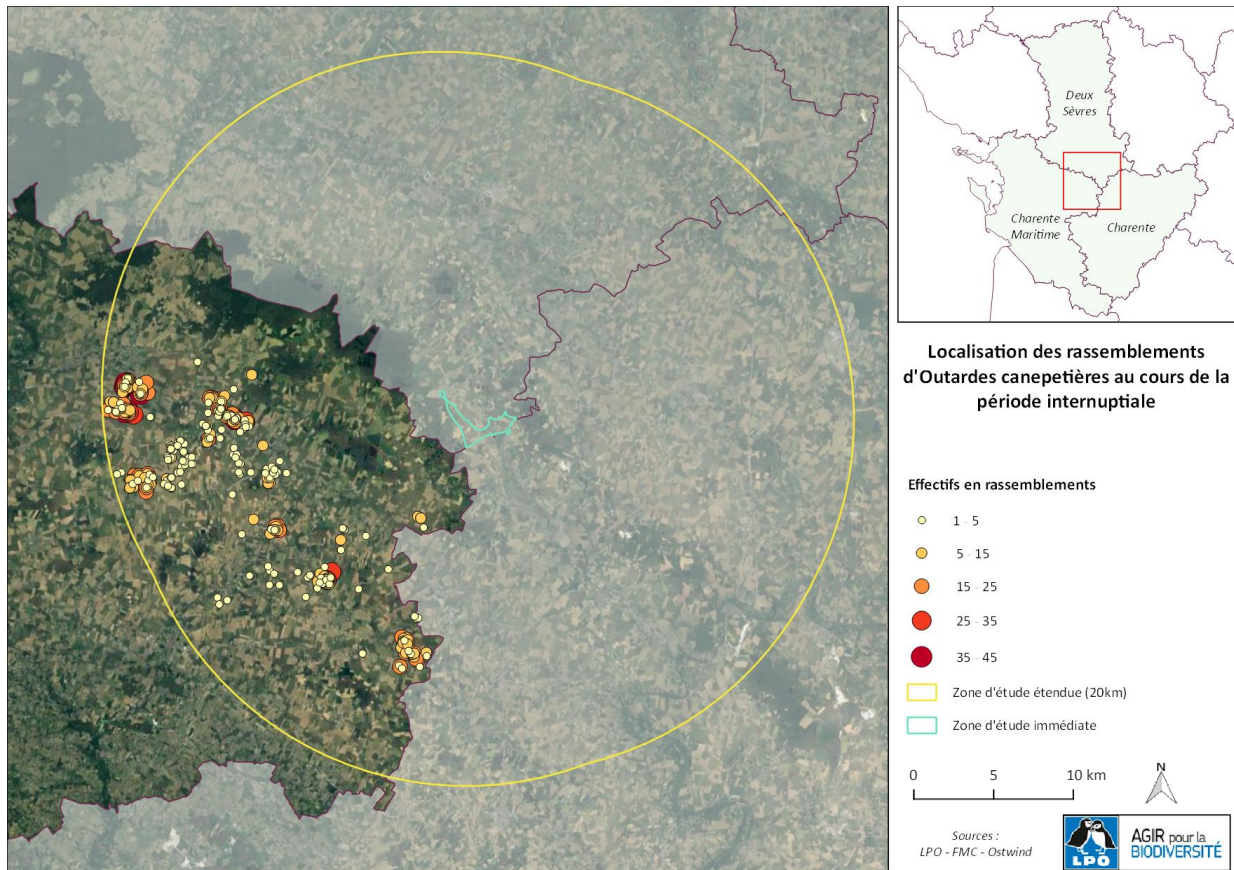 Deux
Sèvres
Charente
Maritime
Charente
Localisation des rassemblements
d'Outardes canepetières au cours de la
période internuptiale
Effectifs en rassemblements
1 - 5
5 - 15
15 - 25
25 - 35
35 - 45
Zone d'étude étendue (20km)
Zone d'étude immédiate
0 5 10 km
N
Sources :
LPO - FMC - Ostwind
LPO
AGIR pour la
BIODIVERSITÉ